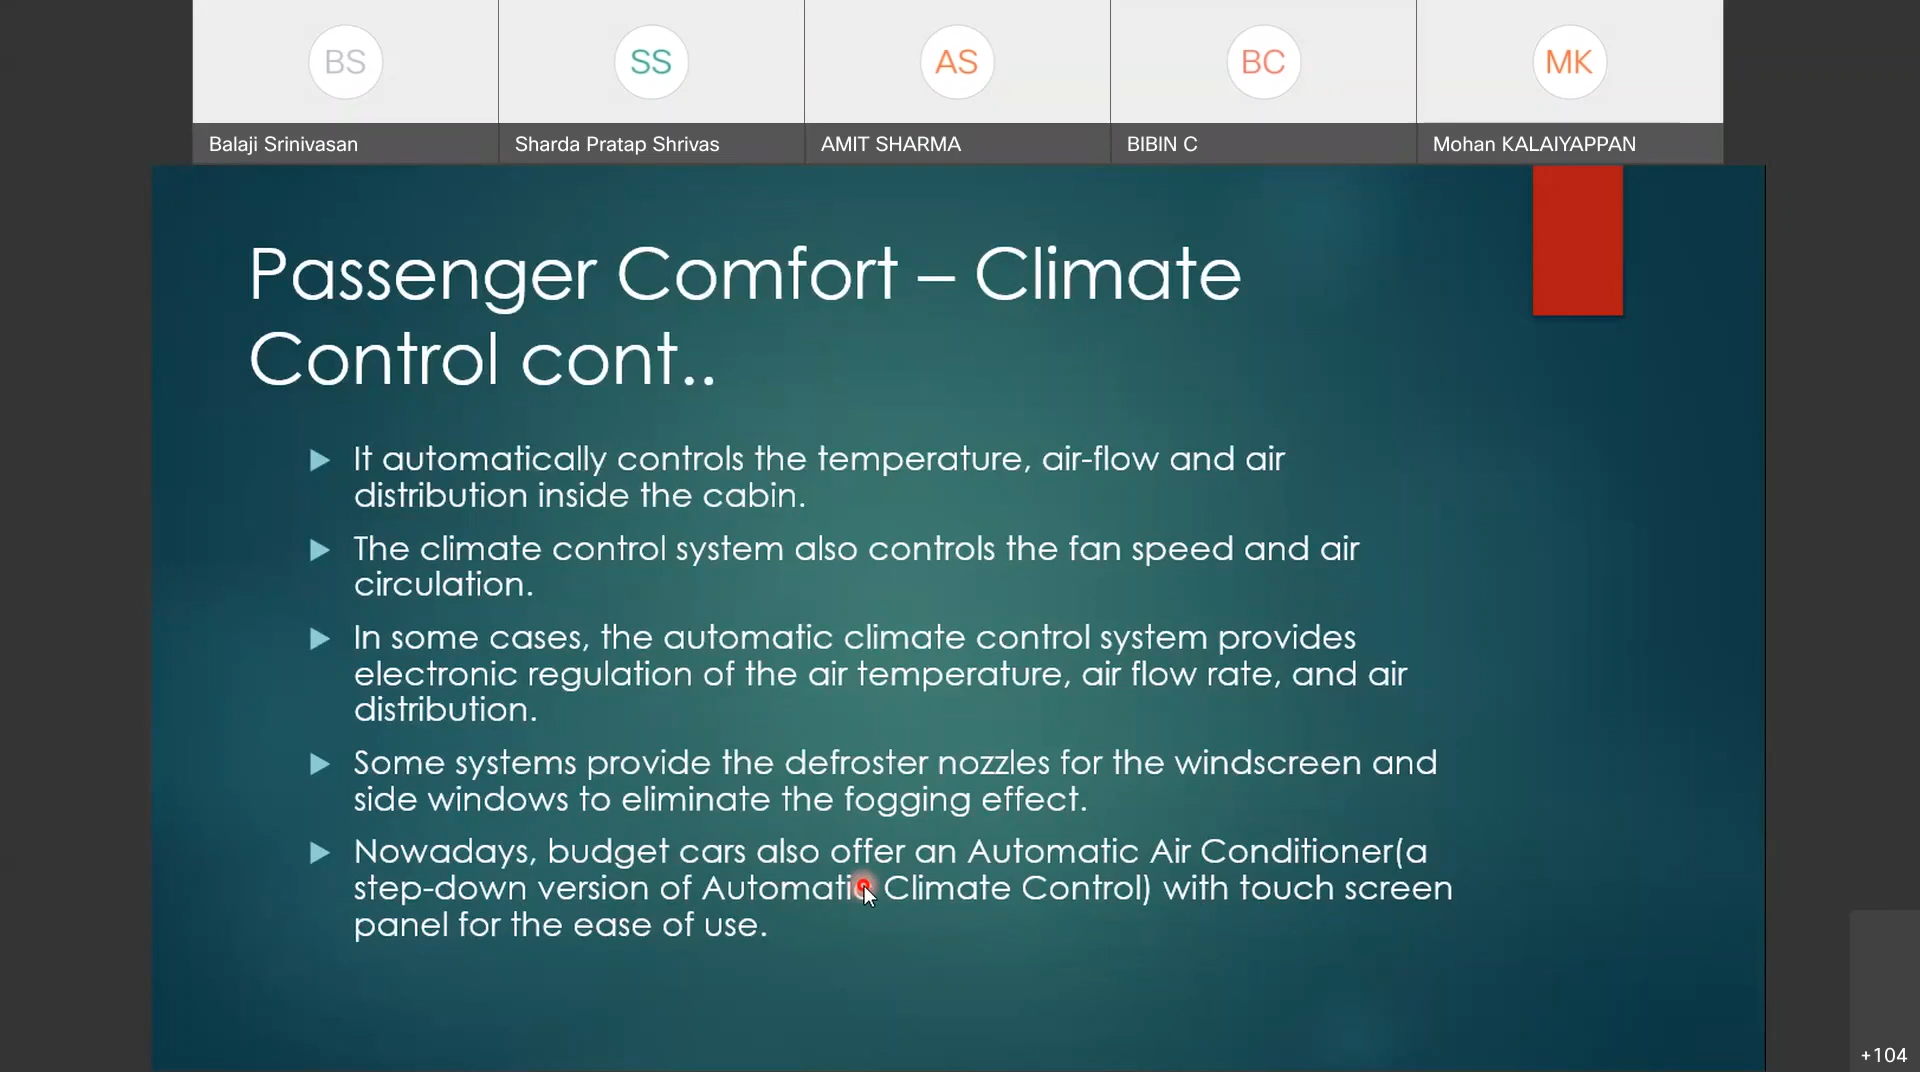 BS
SS
AS
BC
MK
Balaji Srinivasan
Sharda Pratap Shrivas
AMIT SHARMA
BIBIN C
Mohan KALAIYAPPAN
Passenger Comfort – Climate
Control cont..
It automatically controls the temperature, air-flow and air
distribution inside the cabin.
The climate control system also controls the fan speed and air
circulation.
In some cases, the automatic climate control system provides
electronic regulation of the air temperature, air flow rate, and air
distribution.
Some systems provide the defroster nozzles for the windscreen and
side windows to eliminate the fogging effect.
Nowadays, budget cars also offer an Automatic Air Conditioner(a
step-down version of Automatic Climate Control) with touch screen
panel for the ease of use.
+104